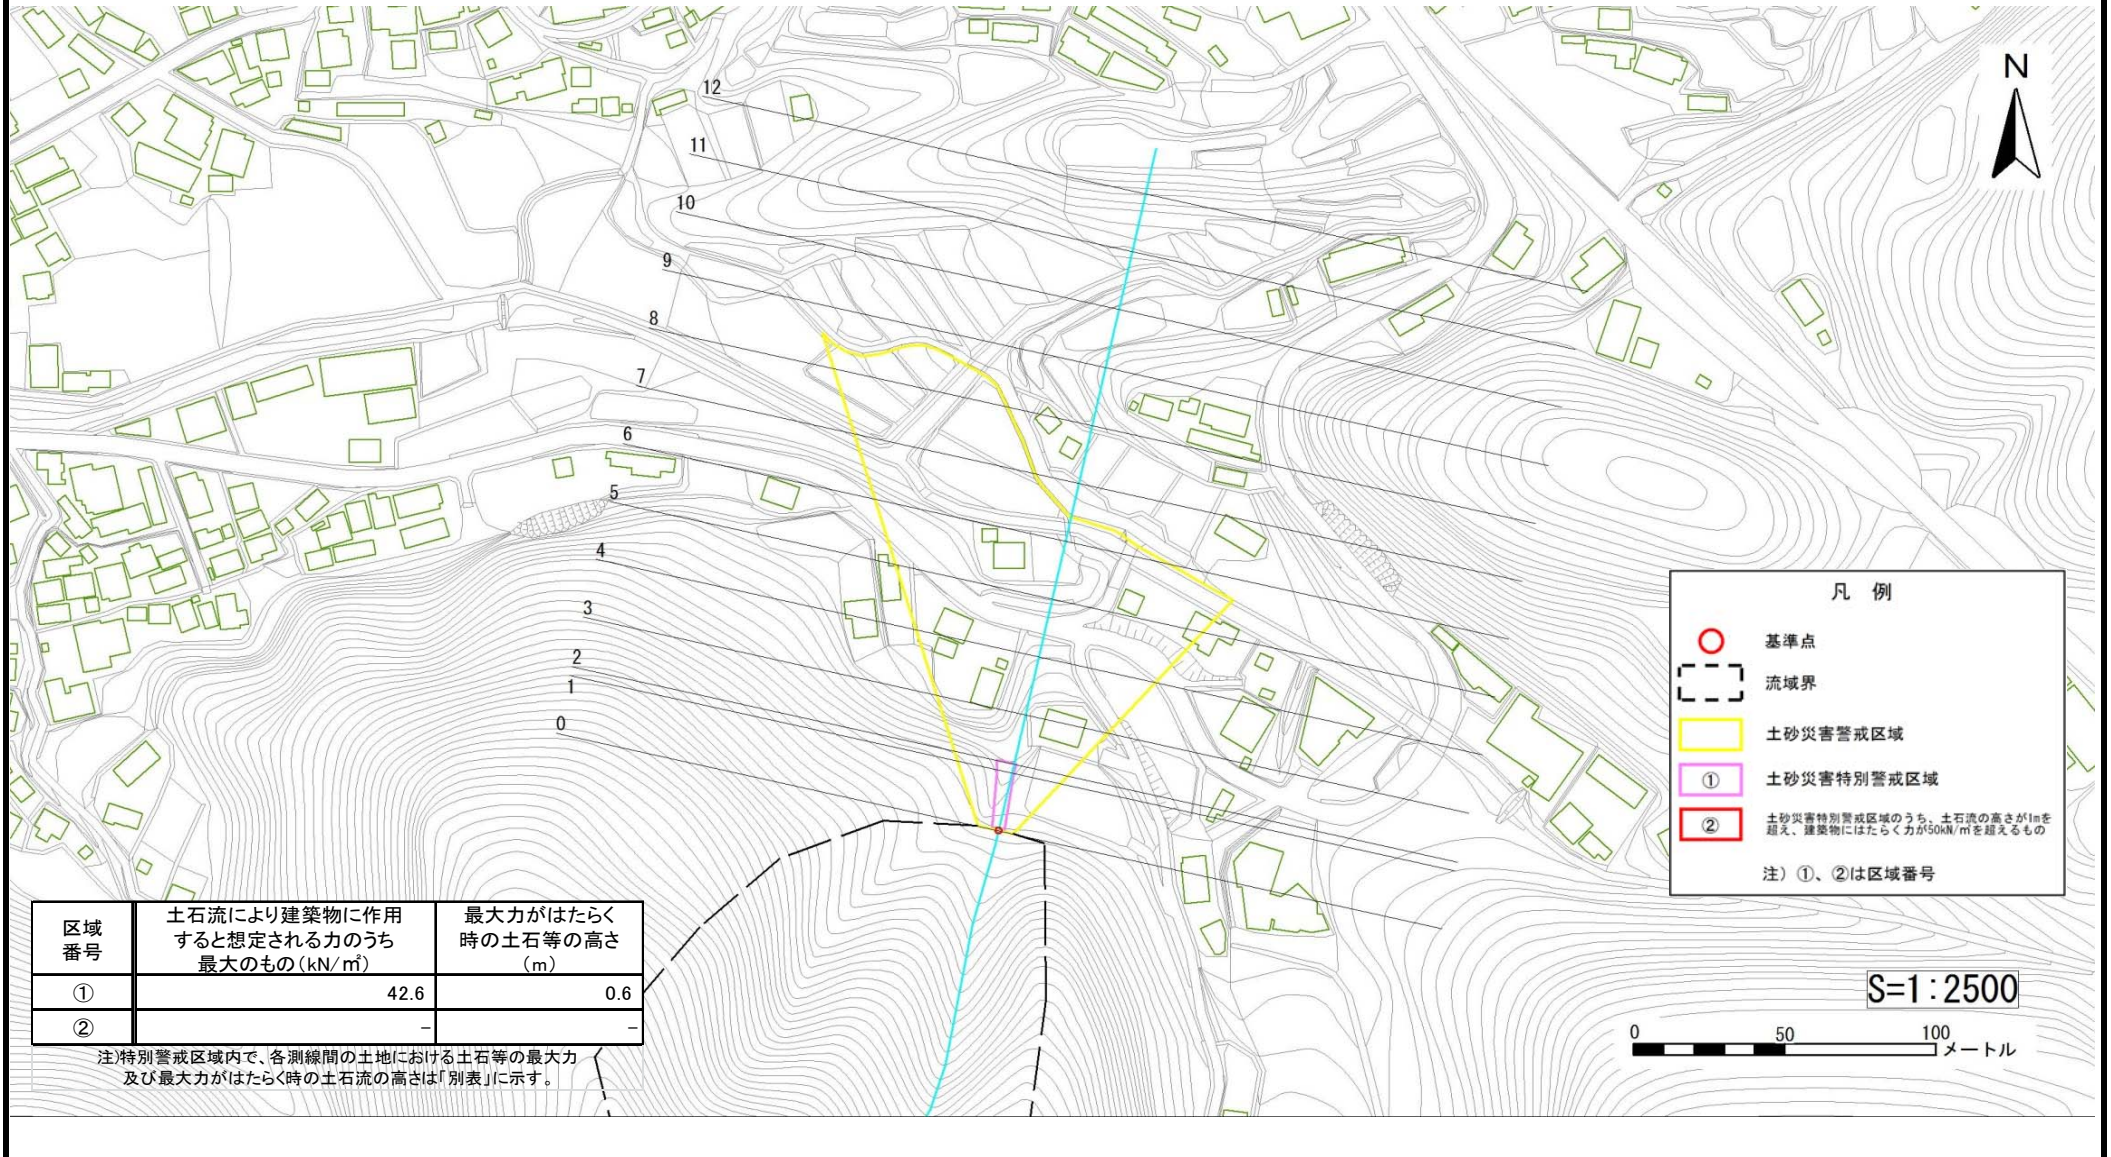 N
12
11
10
9
8
7
6
5
4
3
2
1
0
凡 例
基準点
流域界
土砂災害警戒区域
① 土砂災害特別警戒区域
② 土砂災害特別警戒区域のうち、土石流の高さが1mを
超え、建築物にはたらく力が50kN/㎡を超えるもの
注）①、②は区域番号
区域
番号
土石流により建築物に作用
すると想定される力のうち
最大のもの(kN/㎡)
最大力がはたらく
時の土石等の高さ
(m)
① 42.6 0.6
② － －
注)特別警戒区域内で、各測線間の土地における土石等の最大力
及び最大力がはたらく時の土石流の高さは「別表」に示す。
S=1:2500
0 50 100
メートル